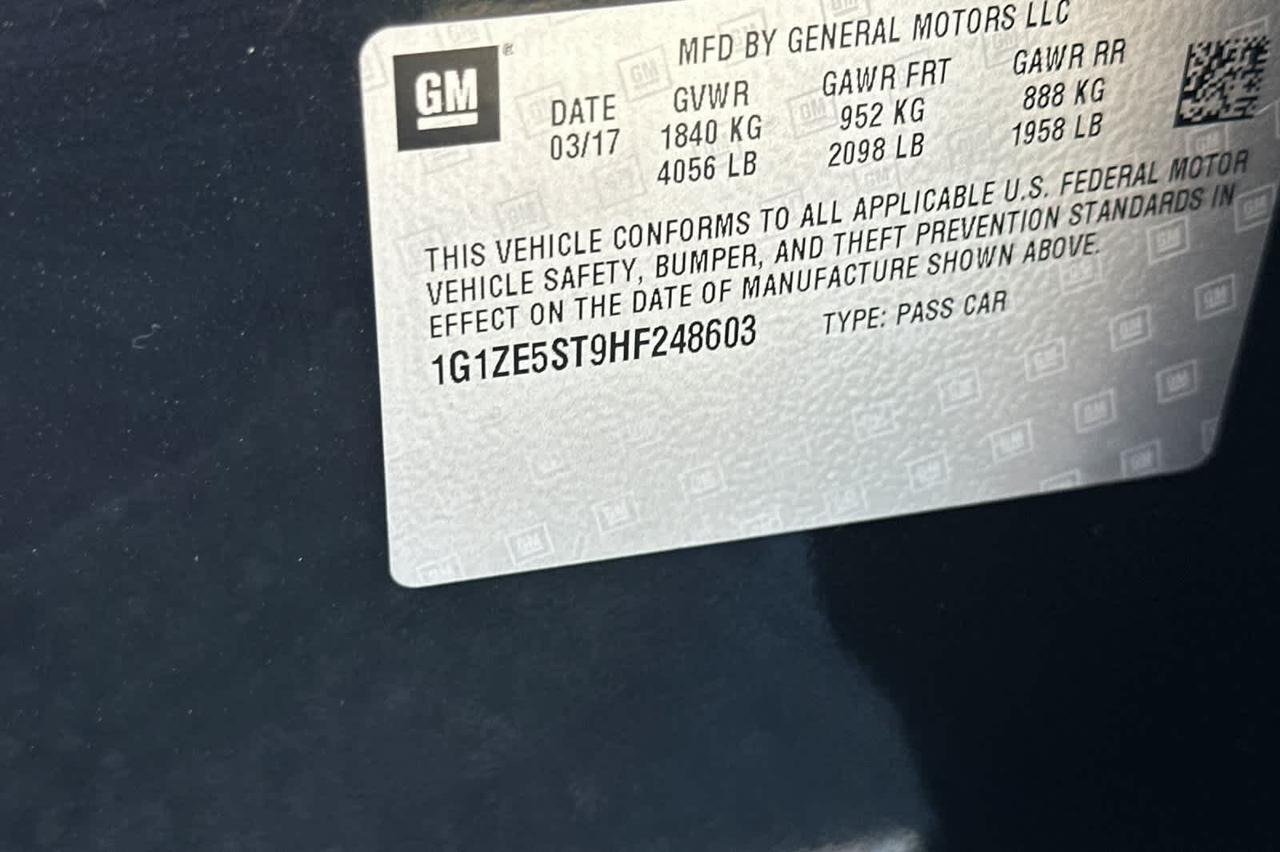 MFD BY GENERAL MOTORS LLC
GM®
DATE GVWR GAWR FRT GAWR RR
03/17 1840 KG 952 KG 888 KG
4056 LB 2098 LB 1958 LB
THIS VEHICLE CONFORMS TO ALL APPLICABLE U.S. FEDERAL MOTOR
VEHICLE SAFETY, BUMPER, AND THEFT PREVENTION STANDARDS IN
EFFECT ON THE DATE OF MANUFACTURE SHOWN ABOVE.
1G1ZE5ST9HF248603 TYPE: PASS CAR